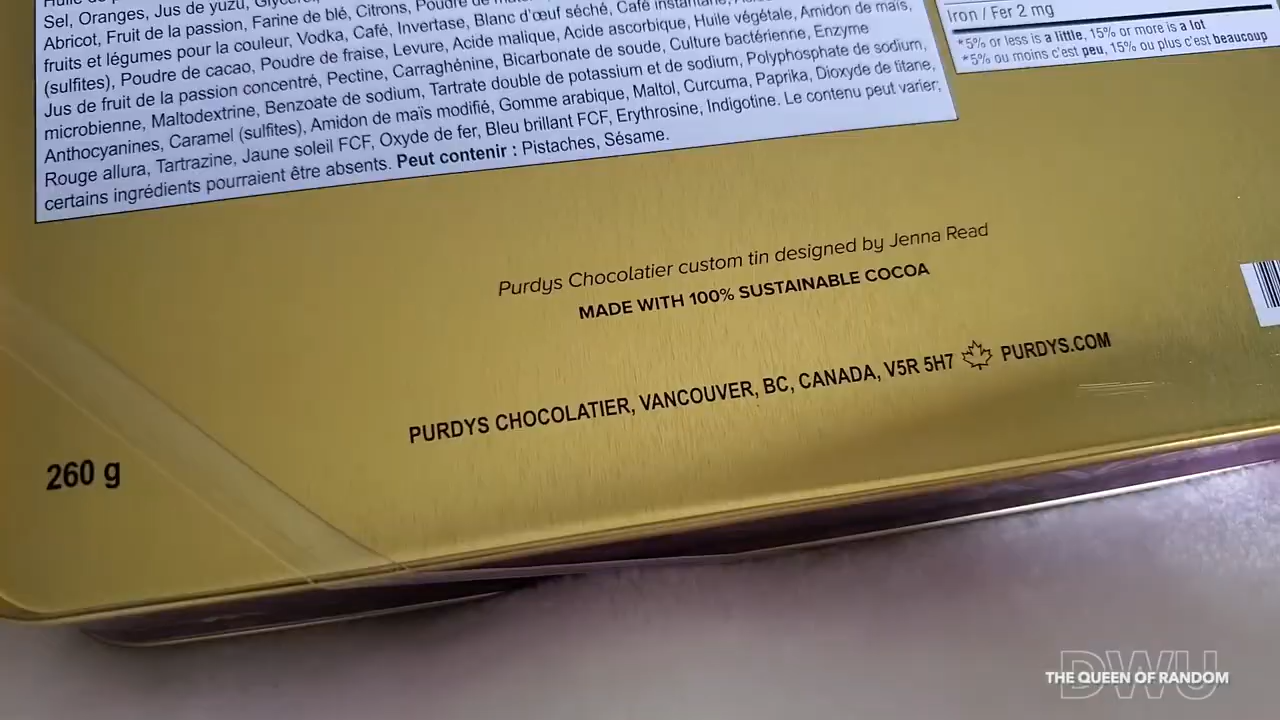 Sel, Oranges, Jus de yuzu,
Abricot, Fruit de la passion, Farine de blé, Citrons, Poudre de
fruits et légumes pour la couleur, Vodka, Café, Invertase, Blanc d'œuf séché, Café
(sulfites), Poudre de cacao, Poudre de fraise, Levure, Acide malique, Acide ascorbique, Huile végétale, Amidon de maïs,
Jus de fruit de la passion concentré, Pectine, Carraghénine, Bicarbonate de soude, Culture bactérienne, Enzyme
microbienne, Maltodextrine, Benzoate de sodium, Tartrate double de potassium et de sodium, Polyphosphate de sodium,
Anthocyanines, Caramel (sulfites), Amidon de maïs modifié, Gomme arabique, Maltol, Curcuma, Paprika, Dioxyde de titane,
Rouge allura, Tartrazine, Jaune soleil FCF, Oxyde de fer, Bleu brillant FCF, Erythrosine, Indigotine. Le contenu peut varier;
certains ingrédients pourraient être absents. Peut contenir : Pistaches, Sésame.
Iron / Fer 2 mg
*5% or less is a little, 15% or more is a lot
*5% ou moins c'est peu, 15% ou plus c'est beaucoup
Purdys Chocolatier custom tin designed by Jenna Read
MADE WITH 100% SUSTAINABLE COCOA
PURDYS CHOCOLATIER, VANCOUVER, BC, CANADA, V5R 5H7 PURDYS.COM
260 g
DWU
THE QUEEN OF RANDOM